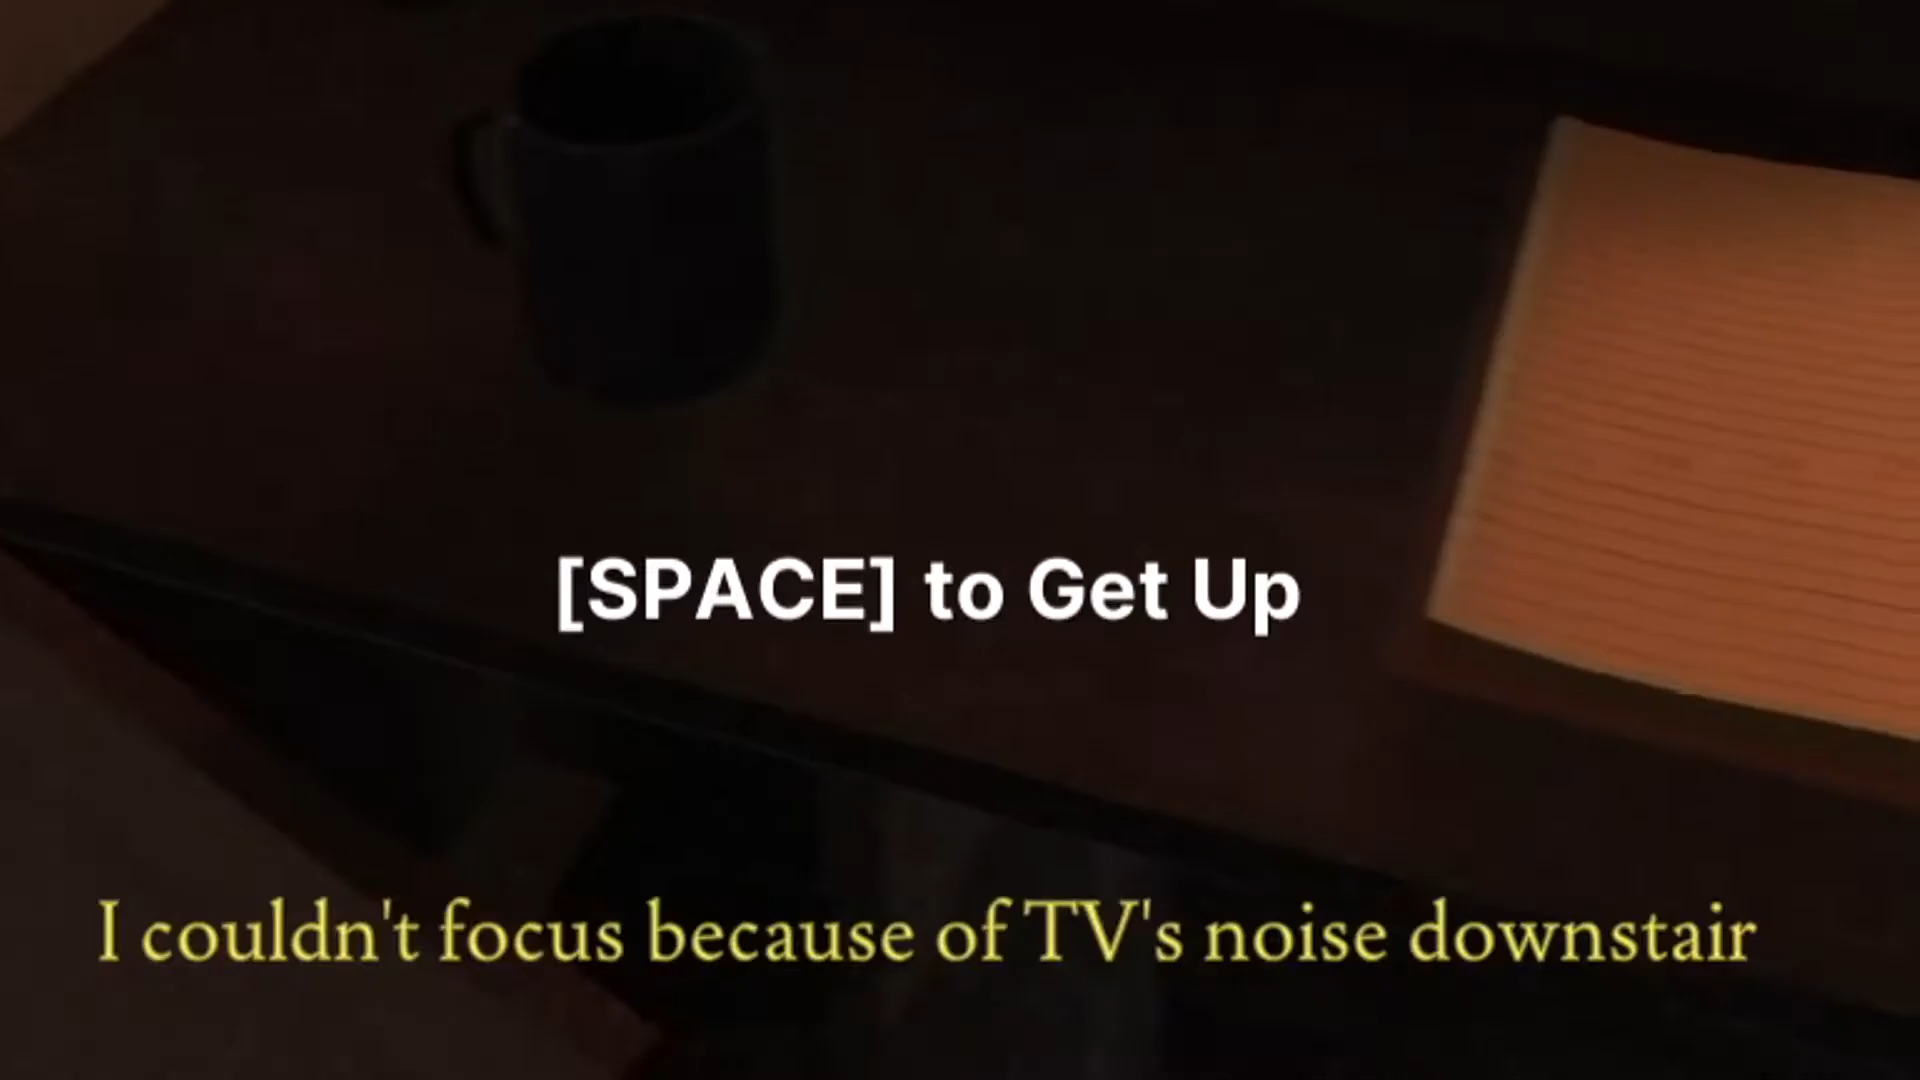 [SPACE] to Get Up
I couldn't focus because of TV's noise downstair